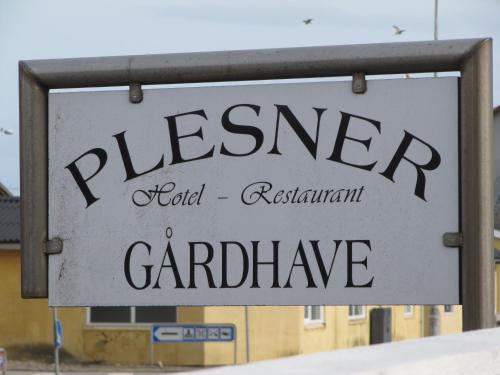 PLESNER
Hotel - Restaurant
GÅRDHAVE